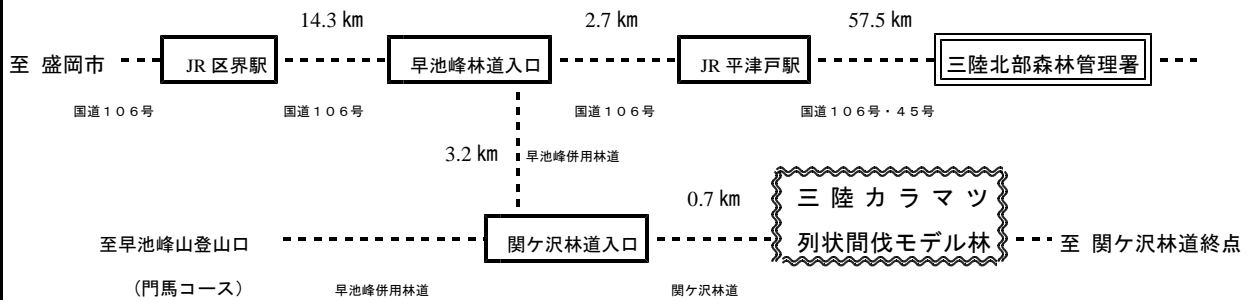 14.3 ㎞ 2.7 ㎞ 57.5 ㎞
至 盛岡市 JR 区界駅 早池峰林道入口 JR 平津戸駅 三陸北部森林管理署
国道１０６号 国道１０６号 国道１０６号 国道１０６号・４５号
3.2 ㎞ 早池峰併用林道
0.7 ㎞ 三陸カラマツ
至早池峰山登山口 関ケ沢林道入口 列状間伐モデル林 至 関ケ沢林道終点
（門馬コース） 早池峰併用林道 関ケ沢林道